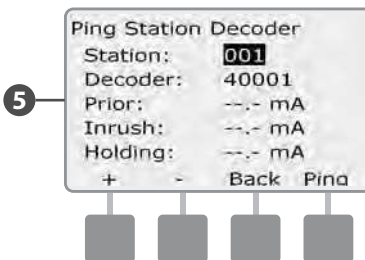 Ping Station Decoder
Station: 001
Decoder: 40001
5
Prior: --.- mA
Inrush: --.- mA
Holding: --.- mA
+ - Back Ping